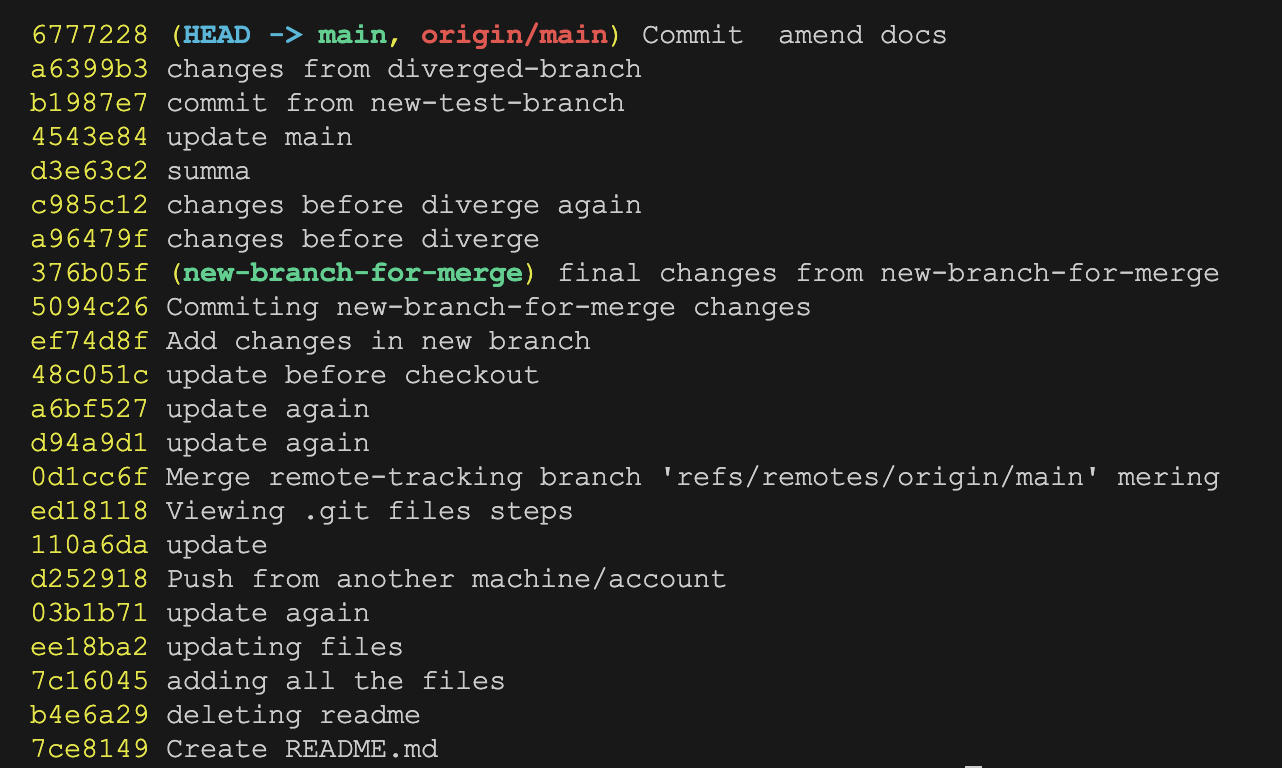 6777228 (HEAD -> main, origin/main) Commit  amend docs
a6399b3 changes from diverged-branch
b1987e7 commit from new-test-branch
4543e84 update main
d3e63c2 summa
c985c12 changes before diverge again
a96479f changes before diverge
376b05f (new-branch-for-merge) final changes from new-branch-for-merge
5094c26 Commiting new-branch-for-merge changes
ef74d8f Add changes in new branch
48c051c update before checkout
a6bf527 update again
d94a9d1 update again
0d1cc6f Merge remote-tracking branch 'refs/remotes/origin/main' mering
ed18118 Viewing .git files steps
110a6da update
d252918 Push from another machine/account
03b1b71 update again
ee18ba2 updating files
7c16045 adding all the files
b4e6a29 deleting readme
7ce8149 Create README.md